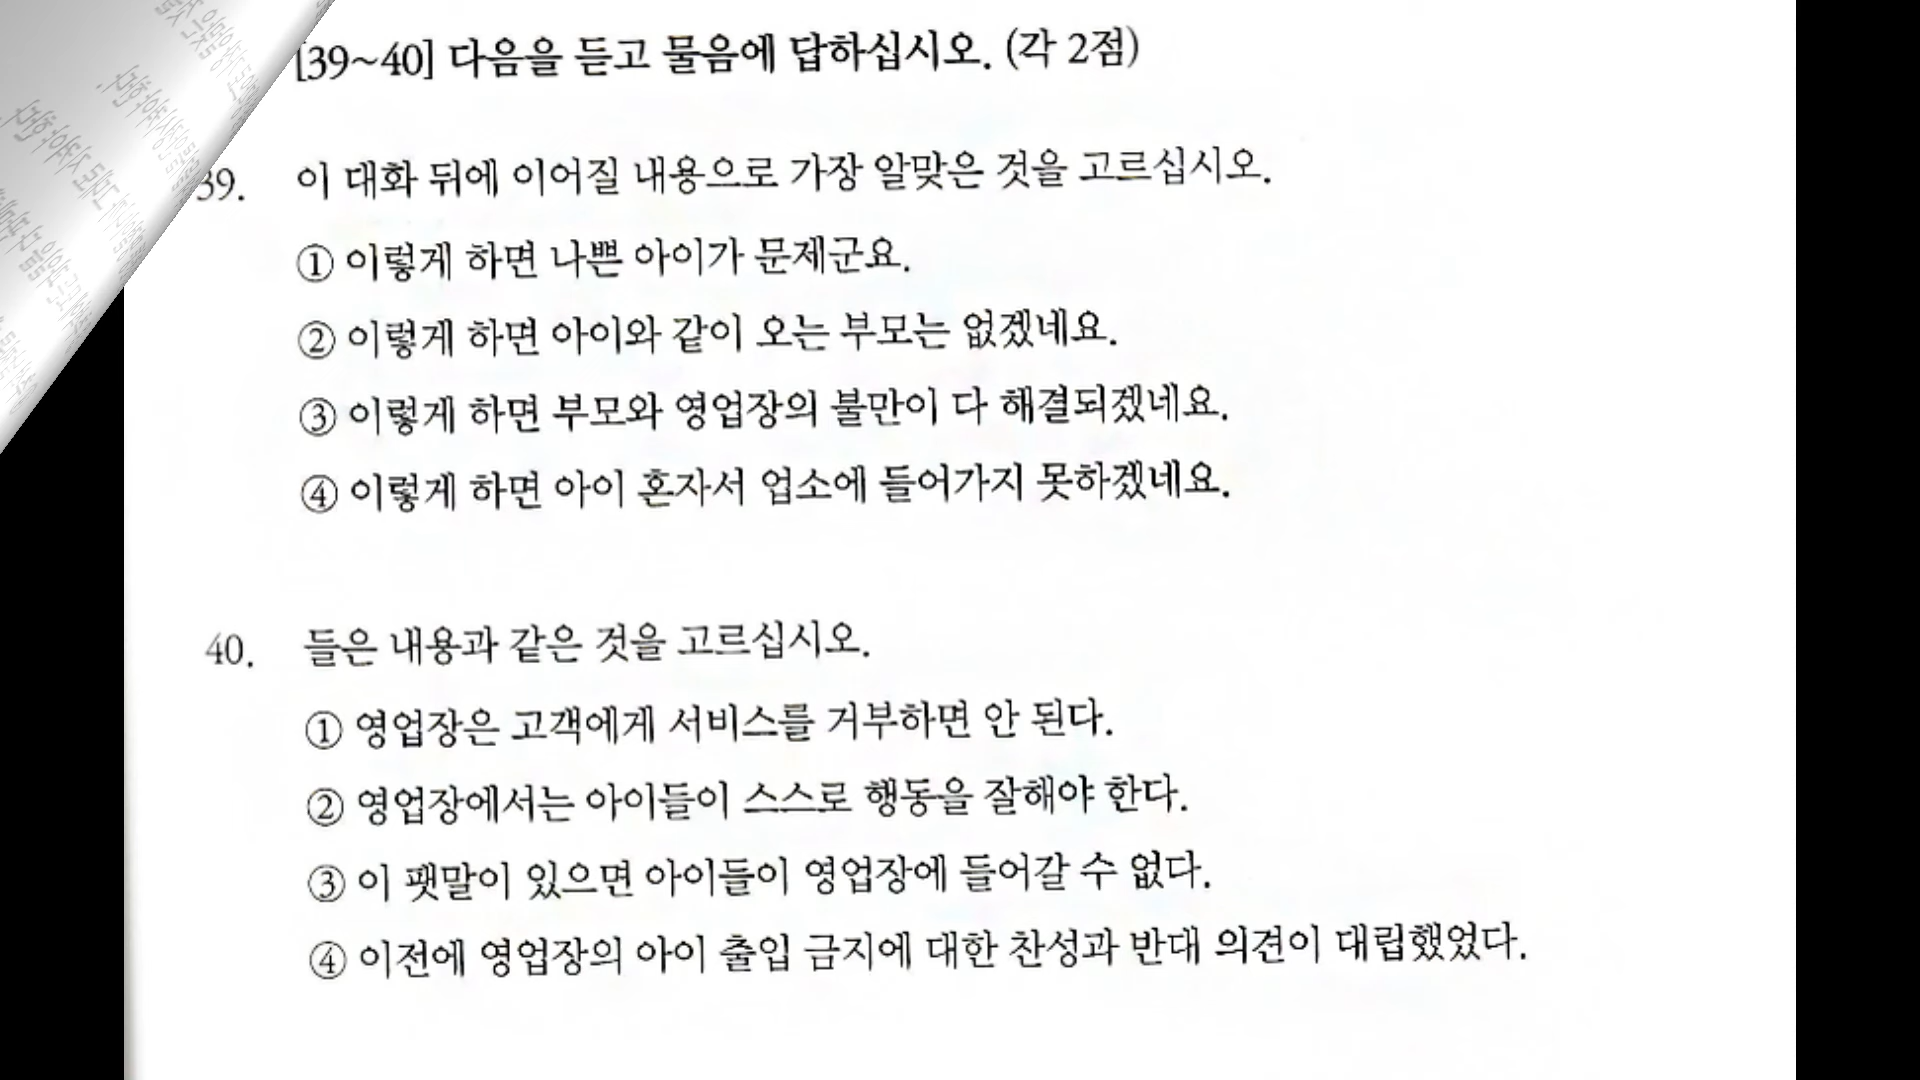 [39~40] 다음을 듣고 물음에 답하십시오. (각 2점)
39. 이 대화 뒤에 이어질 내용으로 가장 알맞은 것을 고르십시오.
① 이렇게 하면 나쁜 아이가 문제군요.
② 이렇게 하면 아이와 같이 오는 부모는 없겠네요.
③ 이렇게 하면 부모와 영업장의 불만이 다 해결되겠네요.
④ 이렇게 하면 아이 혼자서 업소에 들어가지 못하겠네요.
40. 들은 내용과 같은 것을 고르십시오.
① 영업장은 고객에게 서비스를 거부하면 안 된다.
② 영업장에서는 아이들이 스스로 행동을 잘해야 한다.
③ 이 팻말이 있으면 아이들이 영업장에 들어갈 수 없다.
④ 이전에 영업장의 아이 출입 금지에 대한 찬성과 반대 의견이 대립했었다.